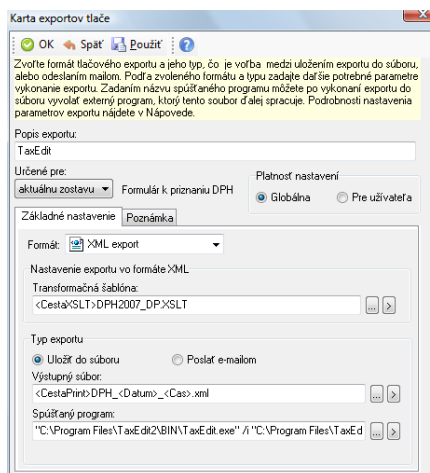 Karta exportov tlače
OK Späť Použiť
Zvoľte formát tlačového exportu a jeho typ, čo je voľba medzi uložením exportu do súboru,
alebo odeslaním mailom. Podľa zvoleného formátu a typu zadajte ďaľšie potrebné parametre
vykonanie exportu. Zadaním názvu spúšťaného programu môžete po vykonaní exportu do
súboru vyvolať externý program, ktorý tento soubor ďalej spracuje. Podrobnosti nastavenia
parametrov exportu nájdete v Nápovede.
Popis exportu:
TaxEdit
Určené pre:
aktuálnu zostavu Formulár k priznaniu DPH
Platnosť nastavení
Globálna Pre užívateľa
Základné nastavenie Poznámka
Formát: XML export
Nastavenie exportu vo formáte XML
Transformačná šablóna:
<CestaXSLT>DPH2007_DP.XSLT
... >
Typ exportu
Uložiť do súboru Poslať e-mailom
Výstupný súbor:
<CestaPrint>DPH_<Datum>_<Cas>.xml
... >
Spúšťaný program:
"C:\Program Files\TaxEdit2\BIN\TaxEdit.exe" /i "C:\Program Files\TaxEd
... >